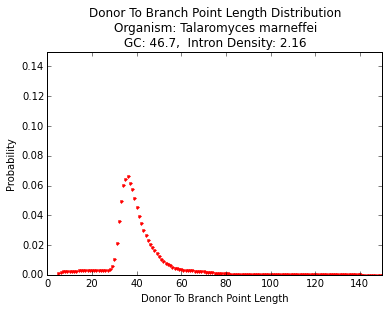 Donor To Branch Point Length Distribution
Organism: Talaromyces marneffei
GC: 46.7,  Intron Density: 2.16
0.14
0.12
0.10
0.08
0.06
0.04
0.02
0.00
Probability
0 20 40 60 80 100 120 140
Donor To Branch Point Length